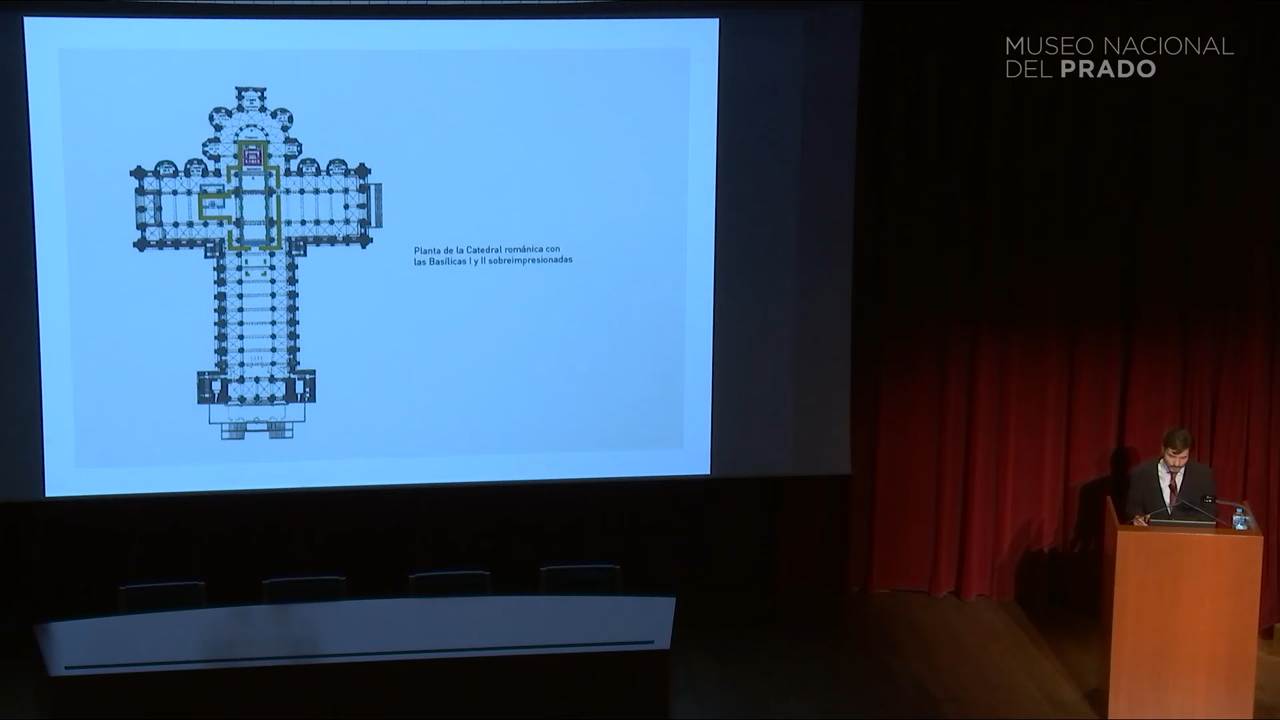 MUSEO NACIONAL
DEL PRADO
Planta de la Catedral románica con
las Basílicas I y II sobreimpresionadas